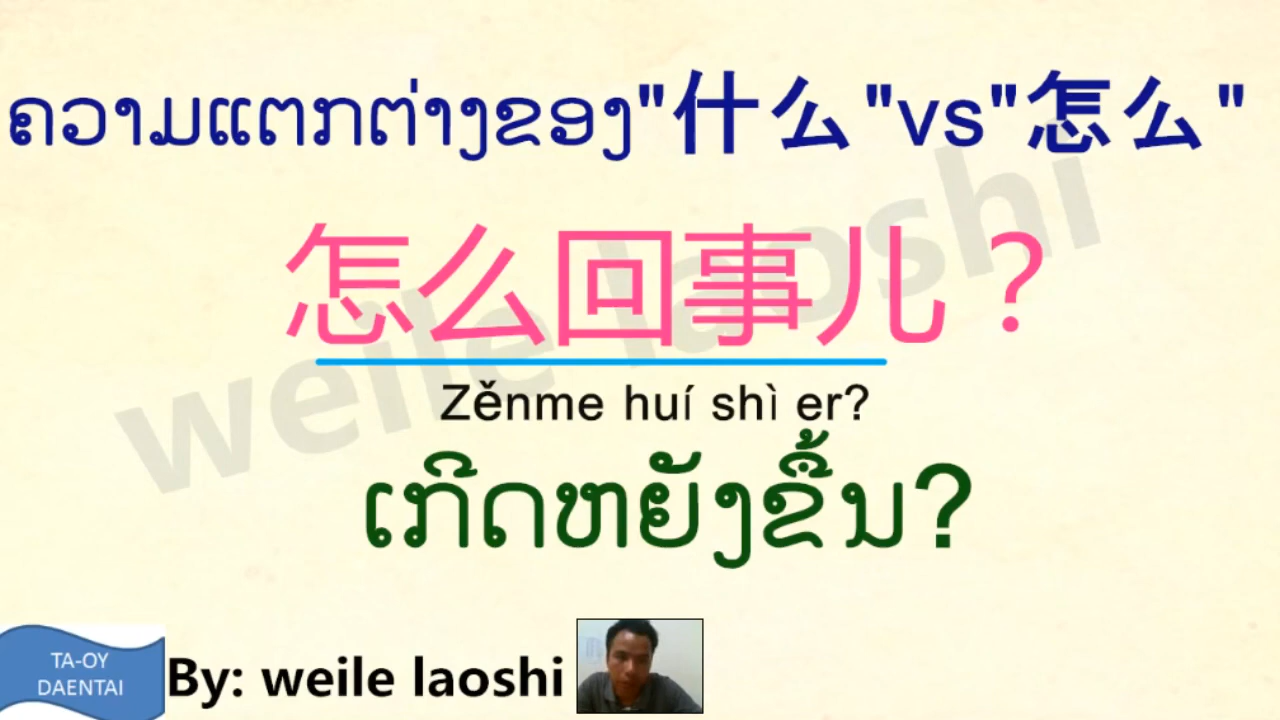 ຄວາມແຕກຕ່າງຂອງ"什么"vs"怎么"
怎么回事儿？
Zěnme huí shì er?
ເກີດຫຍັງຂຶ້ນ?
weile laoshi
TA-OY
DAENTAI
By: weile laoshi